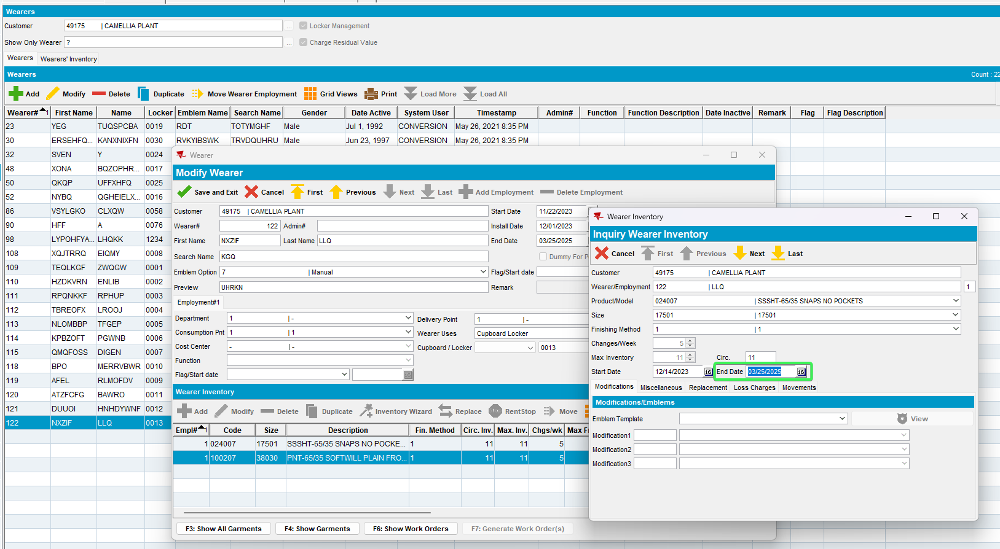 Wearers
Customer 49175 | CAMELLIA PLANT ... Locker Management
Show Only Wearer ? ... Charge Residual Value
Wearers Wearers' Inventory
Wearers Count : 22
Add Modify Delete Duplicate Move Wearer Employment Grid Views Print Load More Load All
Wearer# 1 First Name Name Locker Emblem Name Search Name Gender Date Active System User Timestamp Admin# Function Function Description Date Inactive Remark Flag Flag Description
23 YEG TUQSPCBA 0019 RDT TOTYMGHF Male Jul 1, 1992 CONVERSION May 26, 2021 8:35 PM
30 ERSEHFQ... KANXNIXFN 0030 RVKYIBSWK TRVDQUHRU Male Jun 23, 1997 CONVERSION May 26, 2021 8:35 PM
32 SVEN Y 0024
48 XONA BQZOPHR... 0017
50 QKQP UFFXHFQ 0025
52 NYBQ QGHEIELX... 0016
86 VSYLGKO CLXQW 0058
90 HFF A 0076
98 LYPOHFYA... LHQKK 1234
108 XQJTRRQ EIQMY 0008
109 TEQLKGF ZWQGW 0001
110 HZDKVRN ENLIB 0002
111 RPQNKKF RPHUP 0003
112 TBREOFX LROOJ 0004
113 NLOMBBP TFGEP 0005
114 KPBZOFT PGWNB 0006
115 QMQFOSS DIGEN 0007
118 BPO MERRVBWR 0010
119 AFEL RLMOFDV 0009
120 ATZFCFG BAWRO 0011
121 DUUOI HNHDYWNF 0012
122 NXZIF LLQ 0013
Wearer
Modify Wearer
Save and Exit Cancel First Previous Next Last Add Employment Delete Employment
Customer 49175 | CAMELLIA PLANT Start Date 11/22/2023
Wearer# 122 Admin# Install Date 12/01/2023
First Name NXZIF Last Name LLQ End Date 03/25/2025
Search Name KGQ Dummy For P
Emblem Option 7 | Manual Flag/Start date
Preview UHRKN Remark
Employment#1
Department 1 | - Delivery Point 1 | -
Consumption Pnt 1 | 1 Wearer Uses Cupboard Locker
Cost Center - | - Cupboard / Locker 0013
Function
Flag/Start date 16
Wearer Inventory
Add Modify Delete Duplicate Inventory Wizard Replace RentStop Move
Empl# 1 Code Size Description Fin. Method Circ. Inv. Max. Inv. Chgs/wk Max F
1 024007 17501 SSSHT-65/35 SNAPS NO POCKE... 1 11 11 5
1 100207 38030 PNT-65/35 SOFTWILL PLAIN FRO... 1 11 11 5
F3: Show All Garments F4: Show Garments F6: Show Work Orders F7: Generate Work Order(s)
Wearer Inventory
Inquiry Wearer Inventory
Cancel First Previous Next Last
Customer 49175 | CAMELLIA PLANT
Wearer/Employment 122 | LLQ 1
Product/Model 024007 | SSSHT-65/35 SNAPS NO POCKETS
Size 17501 | 17501
Finishing Method 1 | 1
Changes/Week 5
Max Inventory 11 Circ. 11
Start Date 12/14/2023 16 End Date 03/25/2025 16
Modifications Miscellaneous Replacement Loss Charges Movements
Modifications/Emblems
Emblem Template View
Modification1
Modification2
Modification3